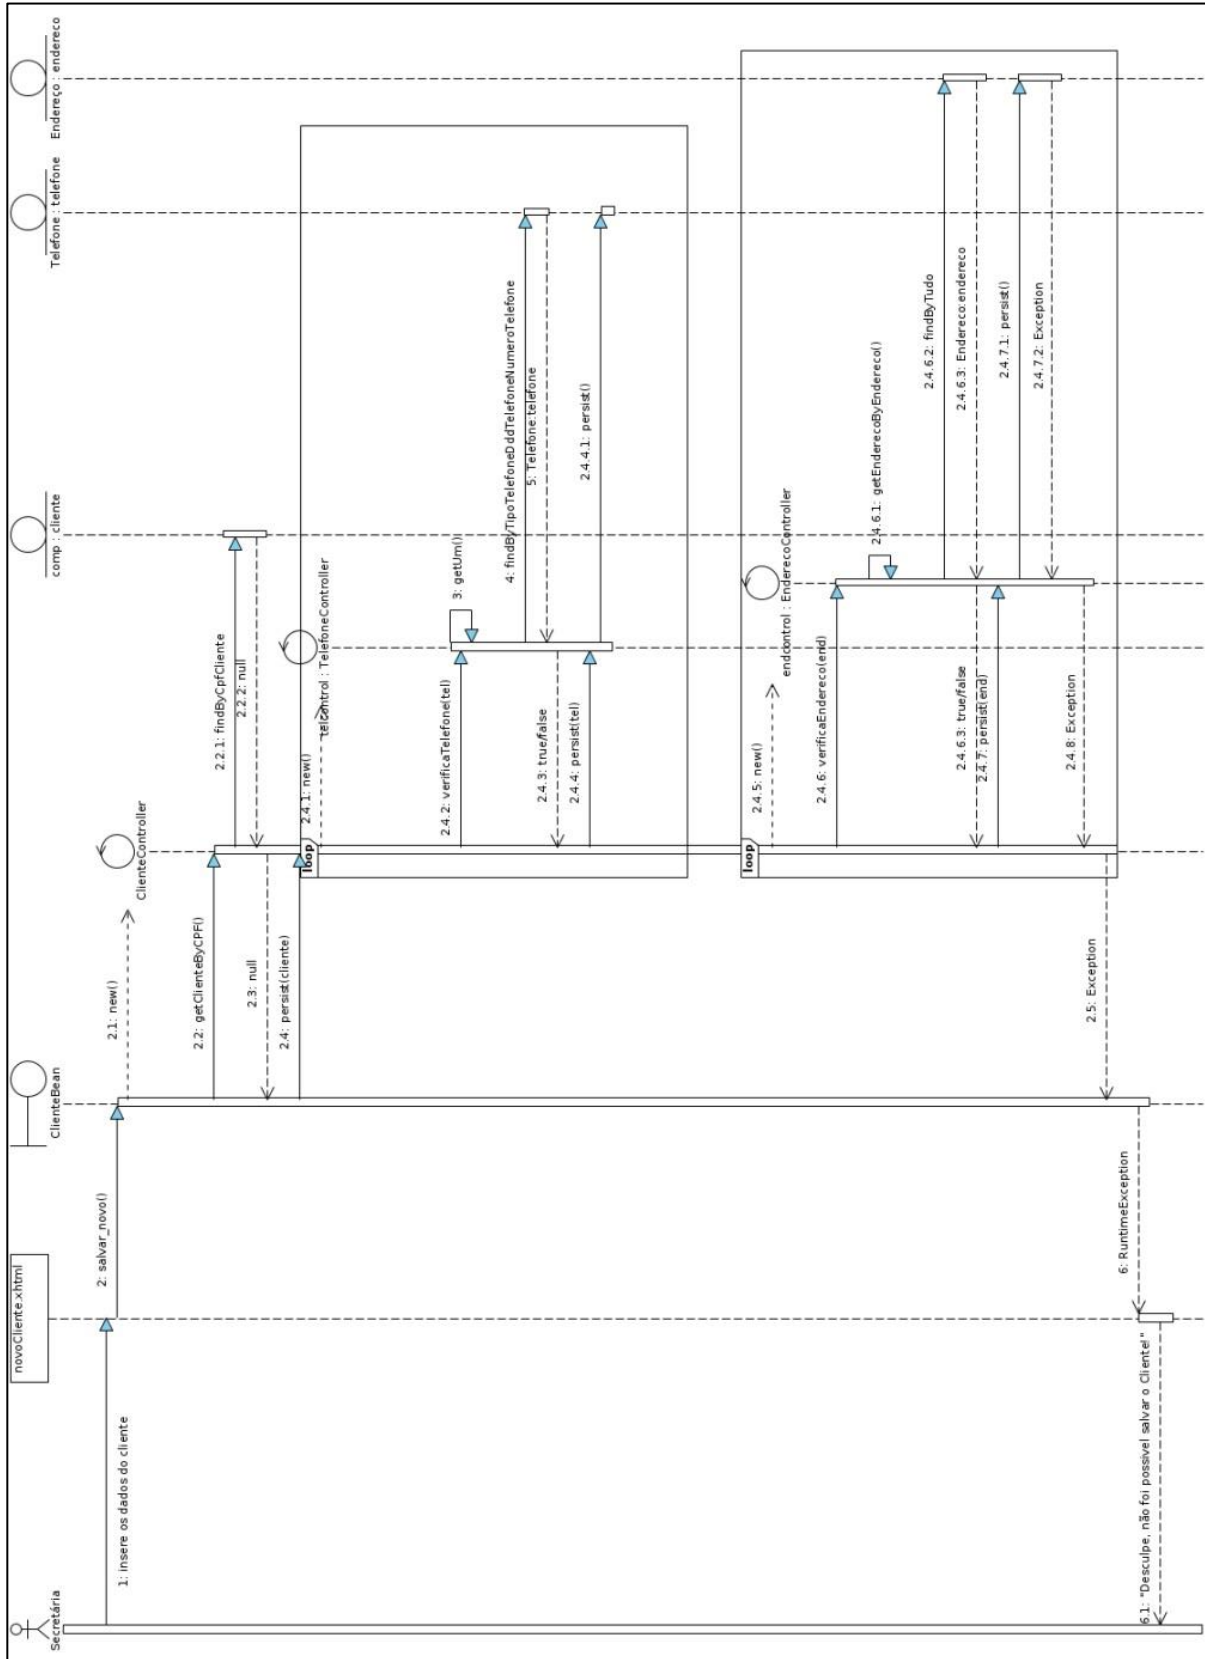 Secretária
novoCliente.xhtml
ClienteBean
ClienteController
comp : cliente
Telefone : telefone
Endereço : endereco
1: insere os dados do cliente
2: salvar_novo()
2.1: new()
2.2: getClienteByCPF()
2.2.1: findByCpfCliente
2.2.2: null
2.3: null
2.4: persist(cliente)
loop
2.4.1: new()
telcontrol : TelefoneController
2.4.2: verificaTelefone(tel)
3: getUm()
4: findByTipoTelefoneDddTelefoneNumeroTelefone
5: Telefone:telefone
2.4.3: true/false
2.4.4: persist(tel)
2.4.4.1: persist()
loop
2.4.5: new()
endcontrol : EnderecoController
2.4.6: verificaEndereco(end)
2.4.6.1: getEnderecoByEndereco()
2.4.6.2: findByTudo
2.4.6.3: Endereco:endereco
2.4.6.3: true/false
2.4.7: persist(end)
2.4.7.1: persist()
2.4.7.2: Exception
2.4.8: Exception
2.5: Exception
6: RuntimeException
6.1: "Desculpe, não foi possível salvar o Cliente!"